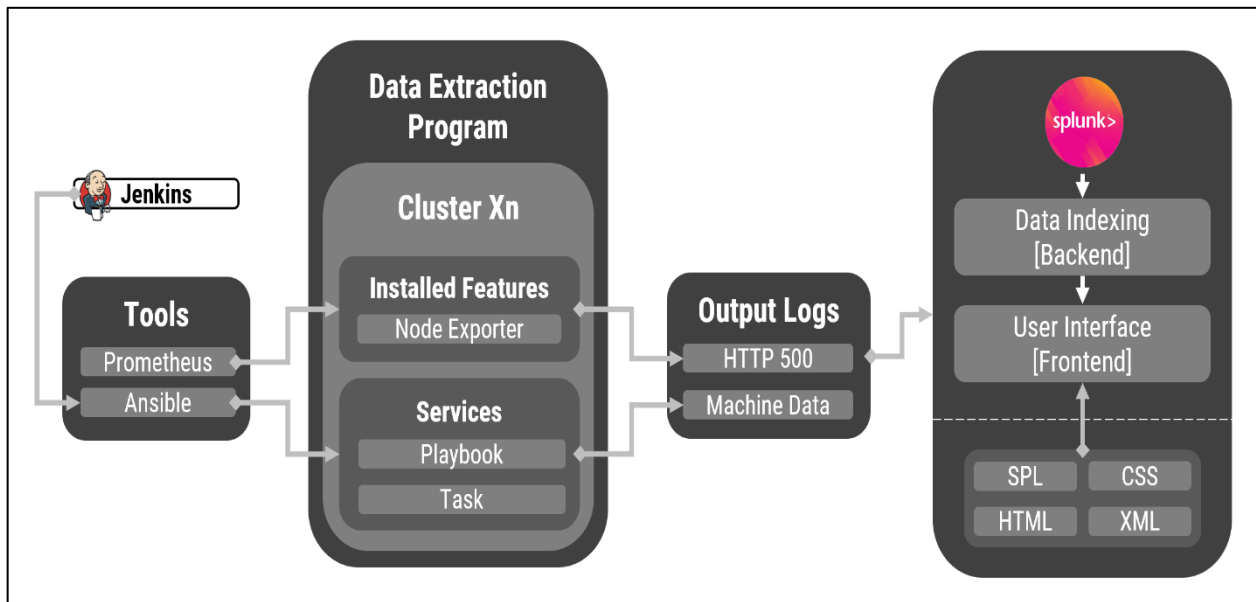 Jenkins
Tools
Prometheus
Ansible
Data Extraction
Program
Cluster Xn
Installed Features
Node Exporter
Services
Playbook
Task
Output Logs
HTTP 500
Machine Data
splunk>
Data Indexing
[Backend]
User Interface
[Frontend]
SPL
CSS
HTML
XML